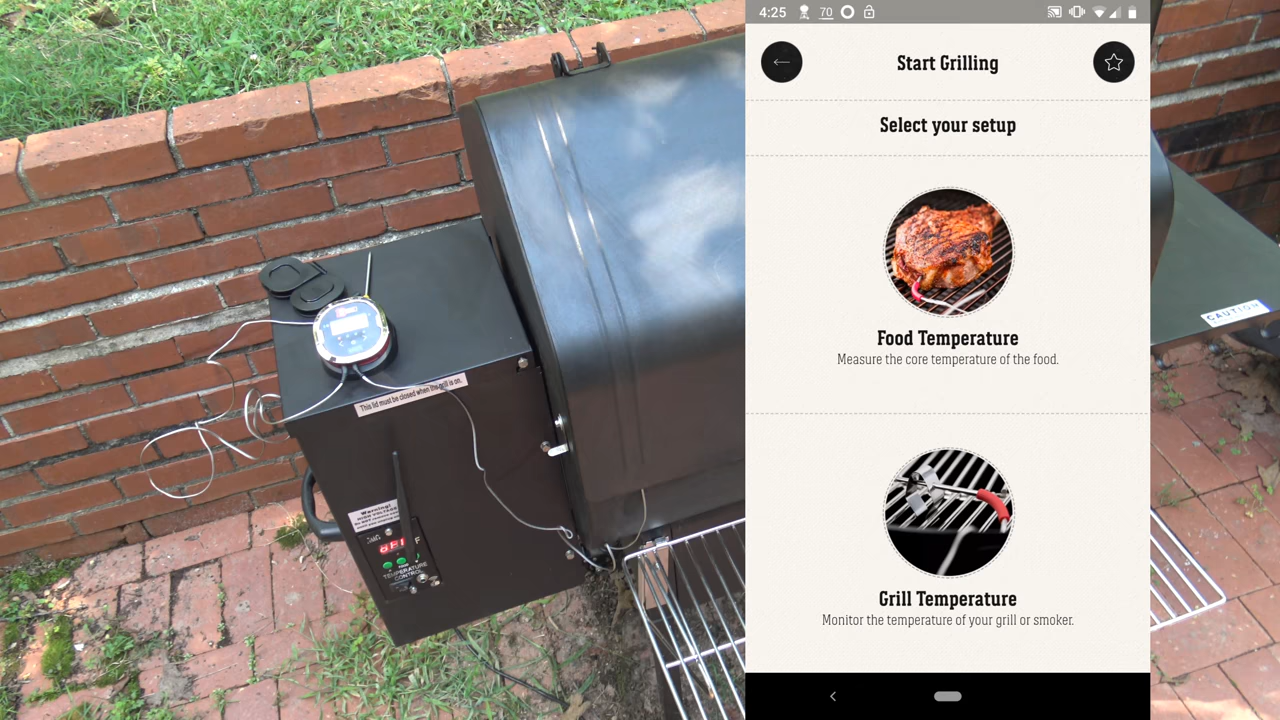 4:25
70
Start Grilling
Select your setup
Food Temperature
Measure the core temperature of the food.
Grill Temperature
Monitor the temperature of your grill or smoker.
CAUTION
This lid must be closed when the grill is on.
Warning!
HIGH VOLTAGE
F
TEMPERATURE
CONTROL